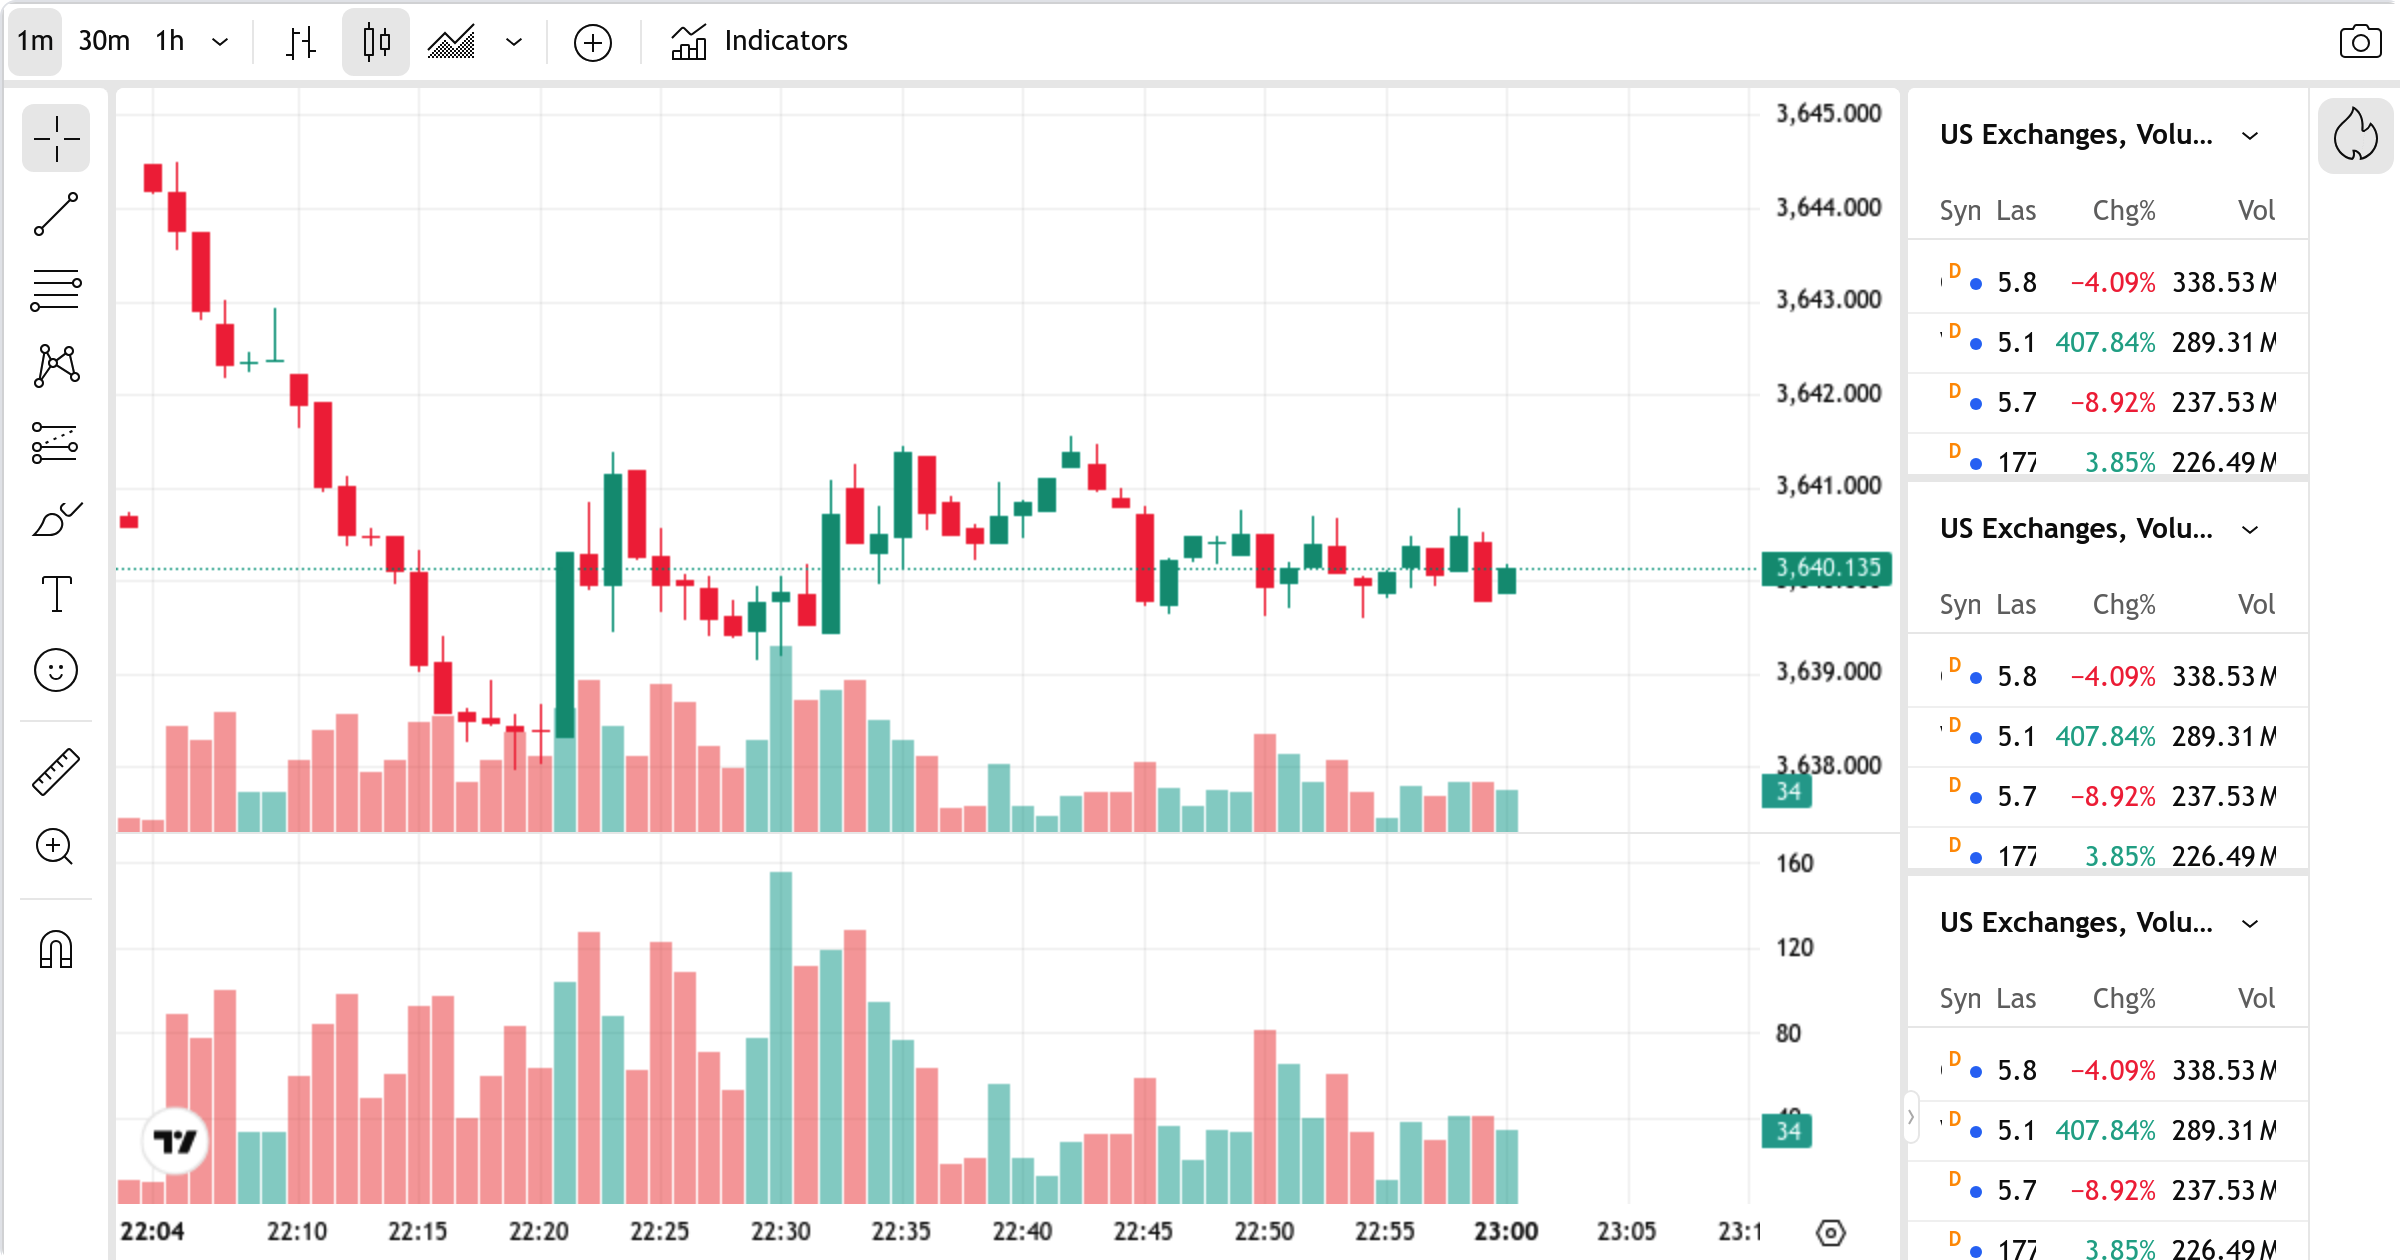 1m 30m 1h Indicators
3,645.000
3,644.000
3,643.000
3,642.000
3,641.000
3,640.135
3,639.000
3,638.000
34
160
120
80
34
22:04 22:10 22:15 22:20 22:25 22:30 22:35 22:40 22:45 22:50 22:55 23:00 23:05 23:1
US Exchanges, Volu...
Syn Las Chg% Vol
D 5.8 −4.09% 338.53 M
D 5.1 407.84% 289.31 M
D 5.7 −8.92% 237.53 M
D 177 3.85% 226.49 M
US Exchanges, Volu...
Syn Las Chg% Vol
D 5.8 −4.09% 338.53 M
D 5.1 407.84% 289.31 M
D 5.7 −8.92% 237.53 M
D 177 3.85% 226.49 M
US Exchanges, Volu...
Syn Las Chg% Vol
D 5.8 −4.09% 338.53 M
D 5.1 407.84% 289.31 M
D 5.7 −8.92% 237.53 M
D 177 3.85% 226.49 M